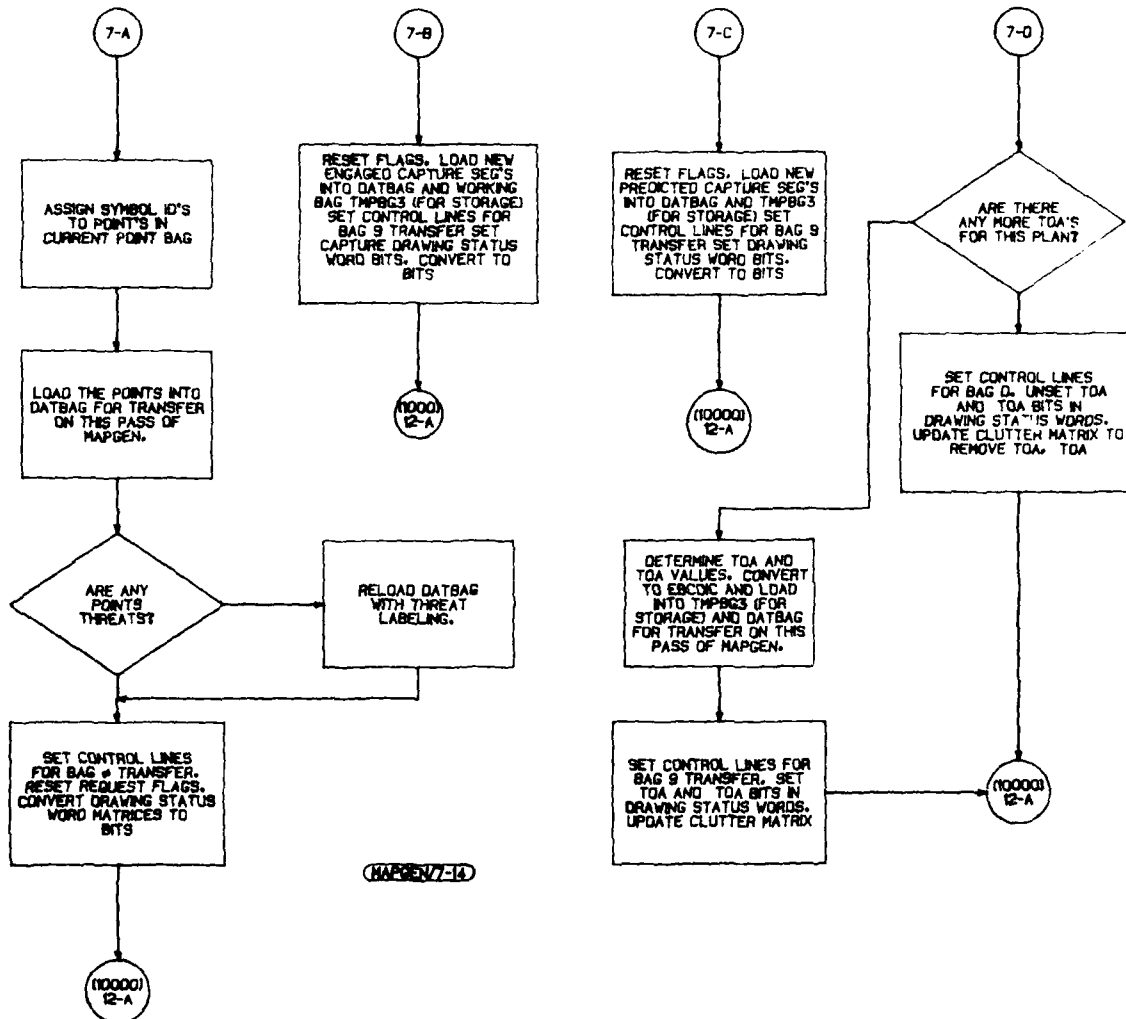 7-A
ASSIGN SYMBOL ID'S
TO POINT'S IN
CURRENT POINT BAG
LOAD THE POINTS INTO
DATBAG FOR TRANSFER
ON THIS PASS OF
MAPGEN.
ARE ANY
POINTS
THREATS?
RELOAD DATBAG
WITH THREAT
LABELING.
SET CONTROL LINES
FOR BAG TRANSFER.
RESET REQUEST FLAGS.
CONVERT DRAWING STATUS
WORD MATRICES TO
BITS
(10000)
12-A
7-B
RESET FLAGS. LOAD NEW
ENGAGED CAPTURE SEG'S
INTO DATBAG AND WORKING
BAG TMPBG3 (FOR STORAGE)
SET CONTROL LINES FOR
BAG 9 TRANSFER SET
CAPTURE DRAWING STATUS
WORD BITS. CONVERT TO
BITS
(1000)
12-A
7-C
RESET FLAGS. LOAD NEW
PREDICTED CAPTURE SEG'S
INTO DATBAG AND TMPBG3
(FOR STORAGE) SET
CONTROL LINES FOR BAG 9
TRANSFER SET DRAWING
STATUS WORD BITS.
CONVERT TO BITS
(10000)
12-A
7-D
ARE THERE
ANY MORE TOA'S
FOR THIS PLANT?
SET CONTROL LINES
FOR BAG D. UNSET TOA
AND TOA BITS IN
DRAWING STATUS WORDS.
UPDATE CLUTTER MATRIX TO
REMOVE TOA. TOA
DETERMINE TOA AND
TOA VALUES. CONVERT
TO EBCDIC AND LOAD
INTO TMPBG3 (FOR
STORAGE) AND DATBAG
FOR TRANSFER ON THIS
PASS OF MAPGEN.
SET CONTROL LINES FOR
BAG 9 TRANSFER. SET
TOA AND TOA BITS IN
DRAWING STATUS WORDS.
UPDATE CLUTTER MATRIX
(10000)
12-A
MAPGEN/7-14